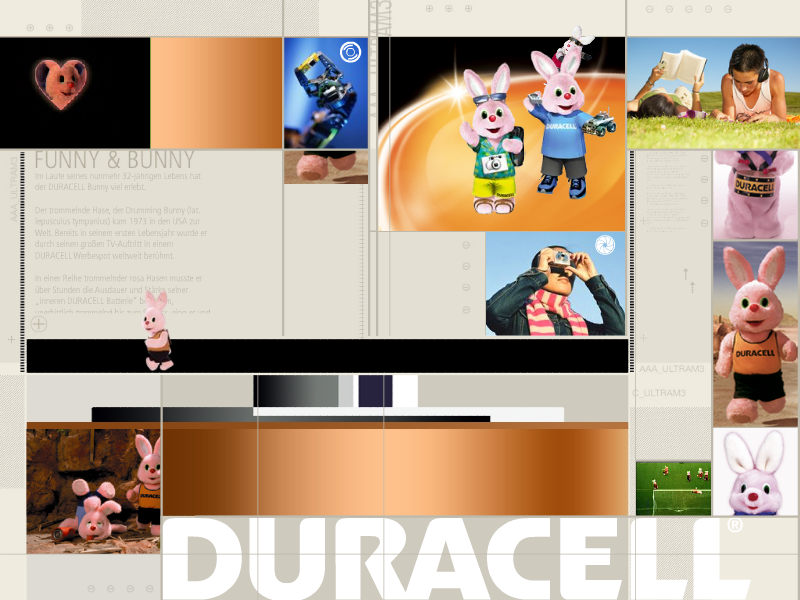 FUNNY & BUNNY
Im Laufe seines nunmehr 32-jährigen Lebens hat
der DURACELL Bunny viel erlebt.
Der trommelnde Hase, der Drumming Bunny (lat.
lepusculus tympanius) kam 1973 in den USA zur
Welt. Bereits in seinem ersten Lebensjahr wurde er
durch seinen großen TV-Auftritt in einem
DURACELL Werbespot weltweit berühmt.
In einer Reihe trommelnder rosa Hasen musste er
über Stunden die Ausdauer und Stärke seiner
„inneren DURACELL Batterie“
AAA_ULTRAM3
DURACELL
DURACELL
DURACELL
AAA_ULTRAM3
C_ULTRAM3
DURACELL
DURACELL®